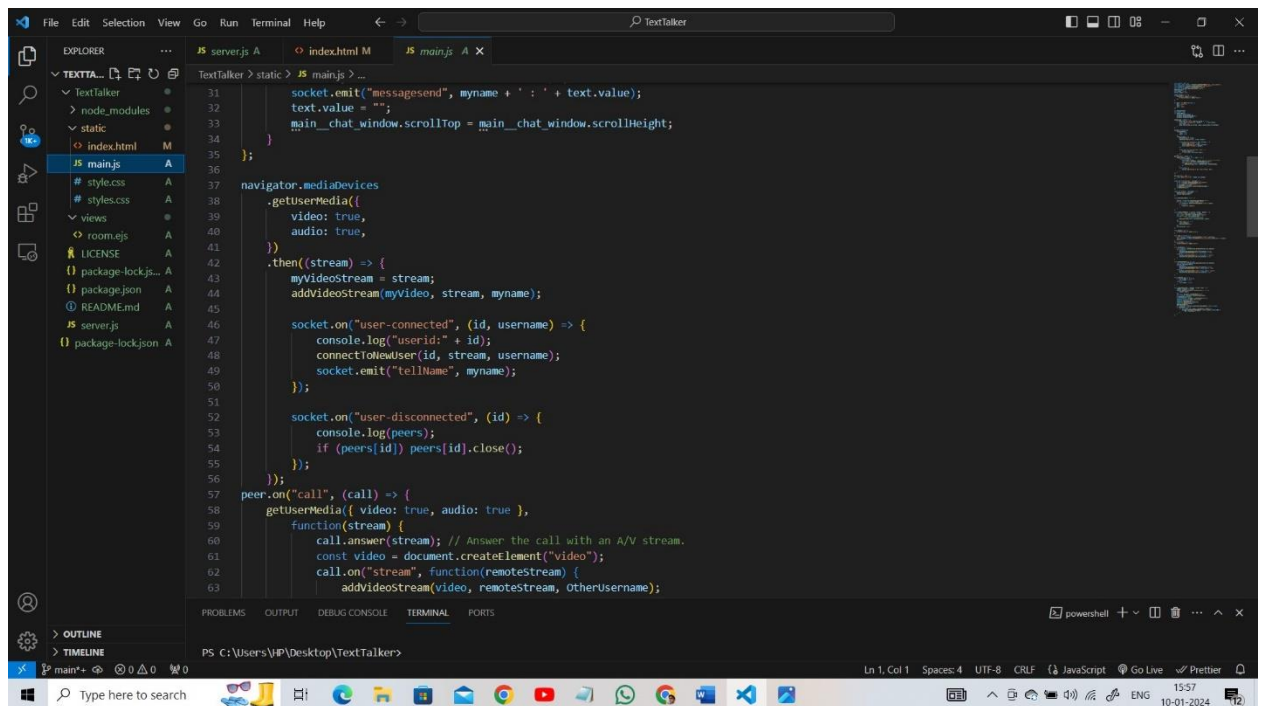 File Edit Selection View Go Run Terminal Help
TextTalker
EXPLORER
TEXTTA...
TextTalker
node_modules
static
index.html M
JS main.js A
# style.css A
# styles.css A
views
room.ejs A
LICENSE A
{} package-lock.js... A
{} package.json A
README.md A
JS server.js A
{} package-lock.json A
OUTLINE
TIMELINE
1K+
JS server.js A
index.html M
JS main.js A
TextTalker > static > JS main.js > ...
31 socket.emit("messagesend", myname + ' : ' + text.value);
32 text.value = "";
33 main__chat_window.scrollTop = main__chat_window.scrollHeight;
34 }
35 };
36
37 navigator.mediaDevices
38 .getUserMedia({
39 video: true,
40 audio: true,
41 })
42 .then((stream) => {
43 myVideoStream = stream;
44 addVideoStream(myVideo, stream, myname);
45
46 socket.on("user-connected", (id, username) => {
47 console.log("userid:" + id);
48 connectToNewUser(id, stream, username);
49 socket.emit("tellName", myname);
50 });
51
52 socket.on("user-disconnected", (id) => {
53 console.log(peers);
54 if (peers[id]) peers[id].close();
55 });
56 });
57 peer.on("call", (call) => {
58 getUserMedia({ video: true, audio: true },
59 function(stream) {
60 call.answer(stream); // Answer the call with an A/V stream.
61 const video = document.createElement("video");
62 call.on("stream", function(remoteStream) {
63 addVideoStream(video, remoteStream, OtherUsername);
PROBLEMS OUTPUT DEBUG CONSOLE TERMINAL PORTS
powershell
PS C:\Users\HP\Desktop\TextTalker>
main*+ 0 0 0
Ln 1, Col 1 Spaces: 4 UTF-8 CRLF {} JavaScript Go Live Prettier
Type here to search
ENG
15:57
10-01-2024
12